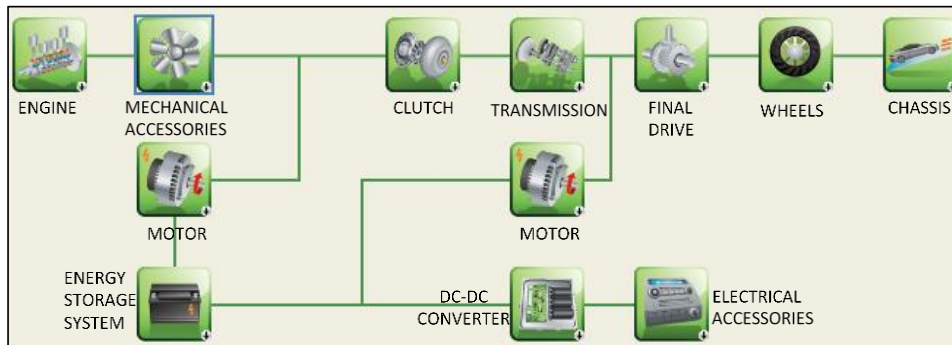 ENGINE
MECHANICAL
ACCESSORIES
CLUTCH
TRANSMISSION
FINAL
DRIVE
WHEELS
CHASSIS
MOTOR
MOTOR
ENERGY
STORAGE
SYSTEM
DC-DC
CONVERTER
ELECTRICAL
ACCESSORIES